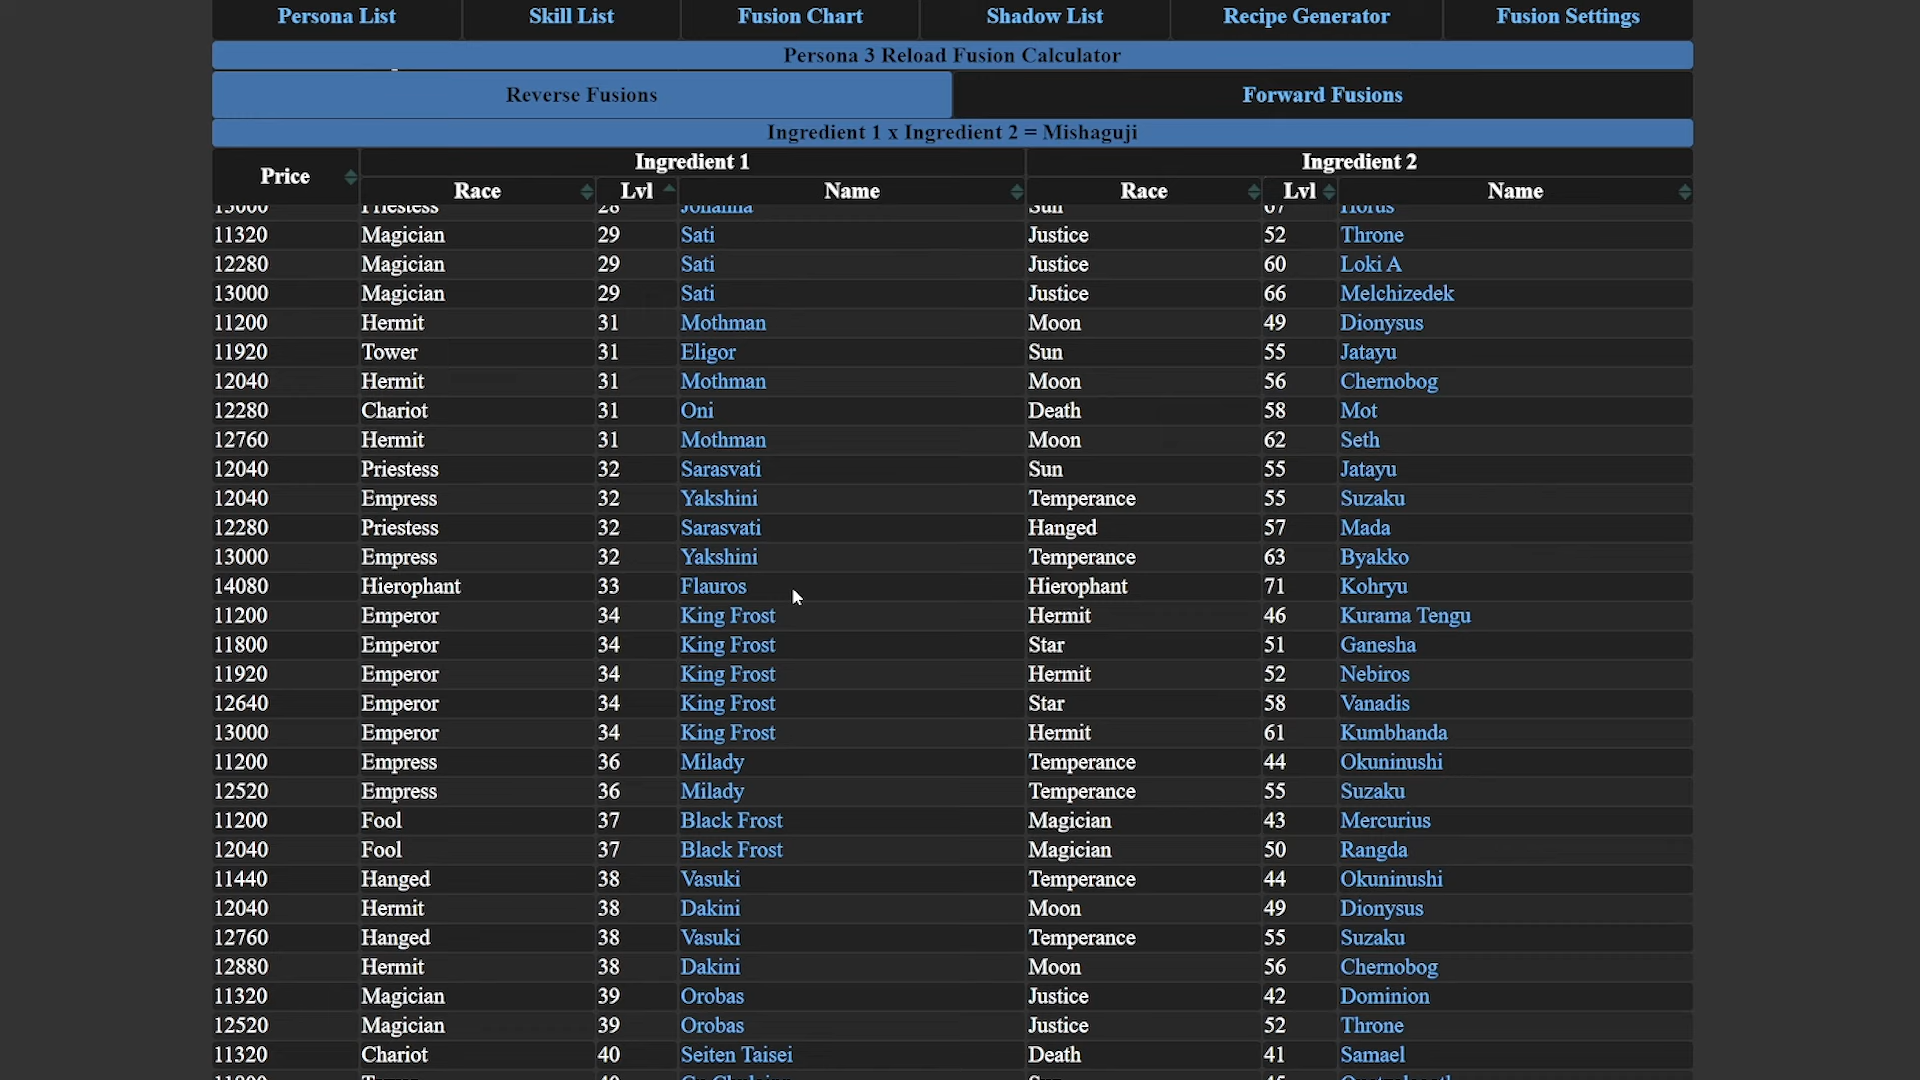 Persona List Skill List Fusion Chart Shadow List Recipe Generator Fusion Settings
Persona 3 Reload Fusion Calculator
Reverse Fusions Forward Fusions
Ingredient 1 x Ingredient 2 = Mishaguji
Price Ingredient 1 Ingredient 2
Race Lvl Name Race Lvl Name
13000 Priestess 28 Johanna Sun 67 Horus
11320 Magician 29 Sati Justice 52 Throne
12280 Magician 29 Sati Justice 60 Loki A
13000 Magician 29 Sati Justice 66 Melchizedek
11200 Hermit 31 Mothman Moon 49 Dionysus
11920 Tower 31 Eligor Sun 55 Jatayu
12040 Hermit 31 Mothman Moon 56 Chernobog
12280 Chariot 31 Oni Death 58 Mot
12760 Hermit 31 Mothman Moon 62 Seth
12040 Priestess 32 Sarasvati Sun 55 Jatayu
12040 Empress 32 Yakshini Temperance 55 Suzaku
12280 Priestess 32 Sarasvati Hanged 57 Mada
13000 Empress 32 Yakshini Temperance 63 Byakko
14080 Hierophant 33 Flauros Hierophant 71 Kohryu
11200 Emperor 34 King Frost Hermit 46 Kurama Tengu
11800 Emperor 34 King Frost Star 51 Ganesha
11920 Emperor 34 King Frost Hermit 52 Nebiros
12640 Emperor 34 King Frost Star 58 Vanadis
13000 Emperor 34 King Frost Hermit 61 Kumbhanda
11200 Empress 36 Milady Temperance 44 Okuninushi
12520 Empress 36 Milady Temperance 55 Suzaku
11200 Fool 37 Black Frost Magician 43 Mercurius
12040 Fool 37 Black Frost Magician 50 Rangda
11440 Hanged 38 Vasuki Temperance 44 Okuninushi
12040 Hermit 38 Dakini Moon 49 Dionysus
12760 Hanged 38 Vasuki Temperance 55 Suzaku
12880 Hermit 38 Dakini Moon 56 Chernobog
11320 Magician 39 Orobas Justice 42 Dominion
12520 Magician 39 Orobas Justice 52 Throne
11320 Chariot 40 Seiten Taisei Death 41 Samael